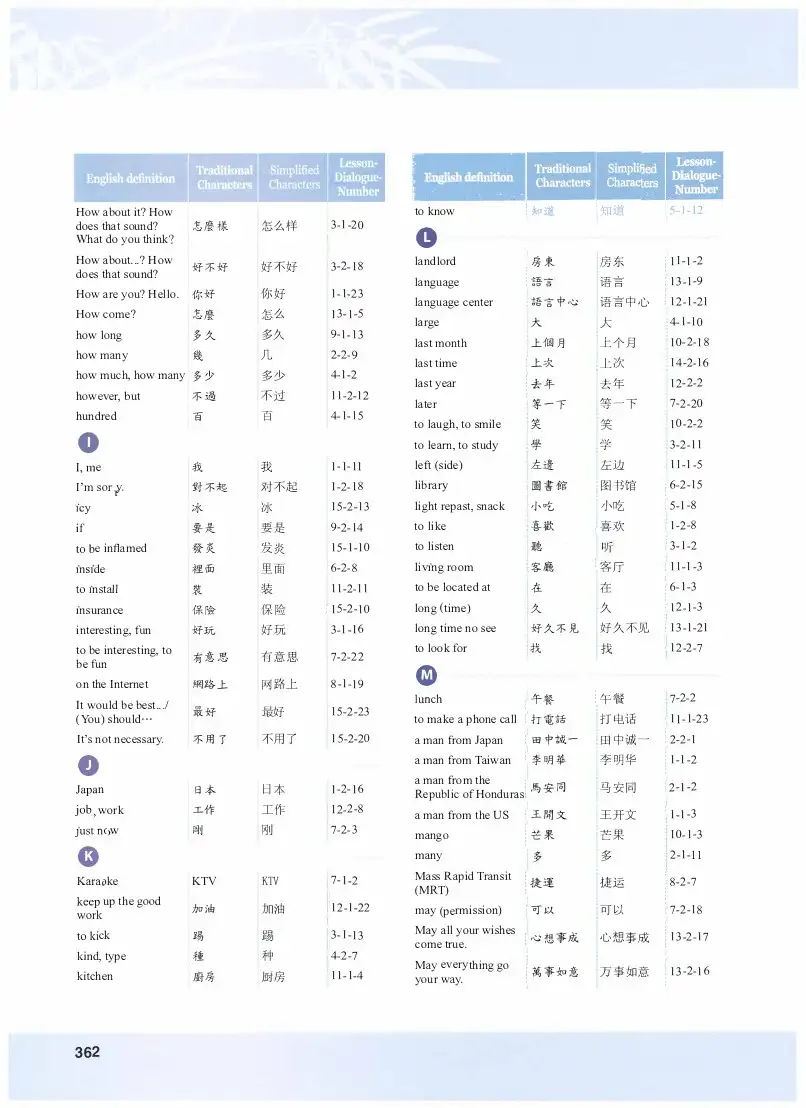 English definition Traditional Characters Simplified Characters Lesson-Dialogue-Number
How about it? How does that sound? What do you think? 怎麼樣 怎么样 3-1-20
How about...? How does that sound? 好不好 好不好 3-2-18
How are you? Hello. 你好 你好 1-1-23
How come? 怎麼 怎么 13-1-5
how long 多久 多久 9-1-13
how many 幾 几 2-2-9
how much, how many 多少 多少 4-1-2
however, but 不過 不过 11-2-12
hundred 百 百 4-1-15
I
I, me 我 我 1-1-11
I'm sorry. 對不起 对不起 1-2-18
icy 冰 冰 15-2-13
if 要是 要是 9-2-14
to be inflamed 發炎 发炎 15-1-10
inside 裡面 里面 6-2-8
to install 裝 装 11-2-11
insurance 保險 保险 15-2-10
interesting, fun 好玩 好玩 3-1-16
to be interesting, to be fun 有意思 有意思 7-2-22
on the Internet 網路上 网路上 8-1-19
It would be best.../ (You) should… 最好 最好 15-2-23
It's not necessary. 不用了 不用了 15-2-20
J
Japan 日本 日本 1-2-16
job, work 工作 工作 12-2-8
just now 剛 刚 7-2-3
K
Karaoke KTV KTV 7-1-2
keep up the good work 加油 加油 12-1-22
to kick 踢 踢 3-1-13
kind, type 種 种 4-2-7
kitchen 廚房 厨房 11-1-4
English definition Traditional Characters Simplified Characters Lesson-Dialogue-Number
to know 知道 知道 5-1-12
L
landlord 房東 房东 11-1-2
language 語言 语言 13-1-9
language center 語言中心 语言中心 12-1-21
large 大 大 4-1-10
last month 上個月 上个月 10-2-18
last time 上次 上次 14-2-16
last year 去年 去年 12-2-2
later 等一下 等一下 7-2-20
to laugh, to smile 笑 笑 10-2-2
to learn, to study 學 学 3-2-11
left (side) 左邊 左边 11-1-5
library 圖書館 图书馆 6-2-15
light repast, snack 小吃 小吃 5-1-8
to like 喜歡 喜欢 1-2-8
to listen 聽 听 3-1-2
living room 客廳 客厅 11-1-3
to be located at 在 在 6-1-3
long (time) 久 久 12-1-3
long time no see 好久不見 好久不见 13-1-21
to look for 找 找 12-2-7
M
lunch 午餐 午餐 7-2-2
to make a phone call 打電話 打电话 11-1-23
a man from Japan 田中誠一 田中诚一 2-2-1
a man from Taiwan 李明華 李明华 1-1-2
a man from the Republic of Honduras 馬安同 马安同 2-1-2
a man from the US 王開文 王开文 1-1-3
mango 芒果 芒果 10-1-3
many 多 多 2-1-11
Mass Rapid Transit (MRT) 捷運 捷运 8-2-7
may (permission) 可以 可以 7-2-18
May all your wishes come true. 心想事成 心想事成 13-2-17
May everything go your way. 萬事如意 万事如意 13-2-16
362